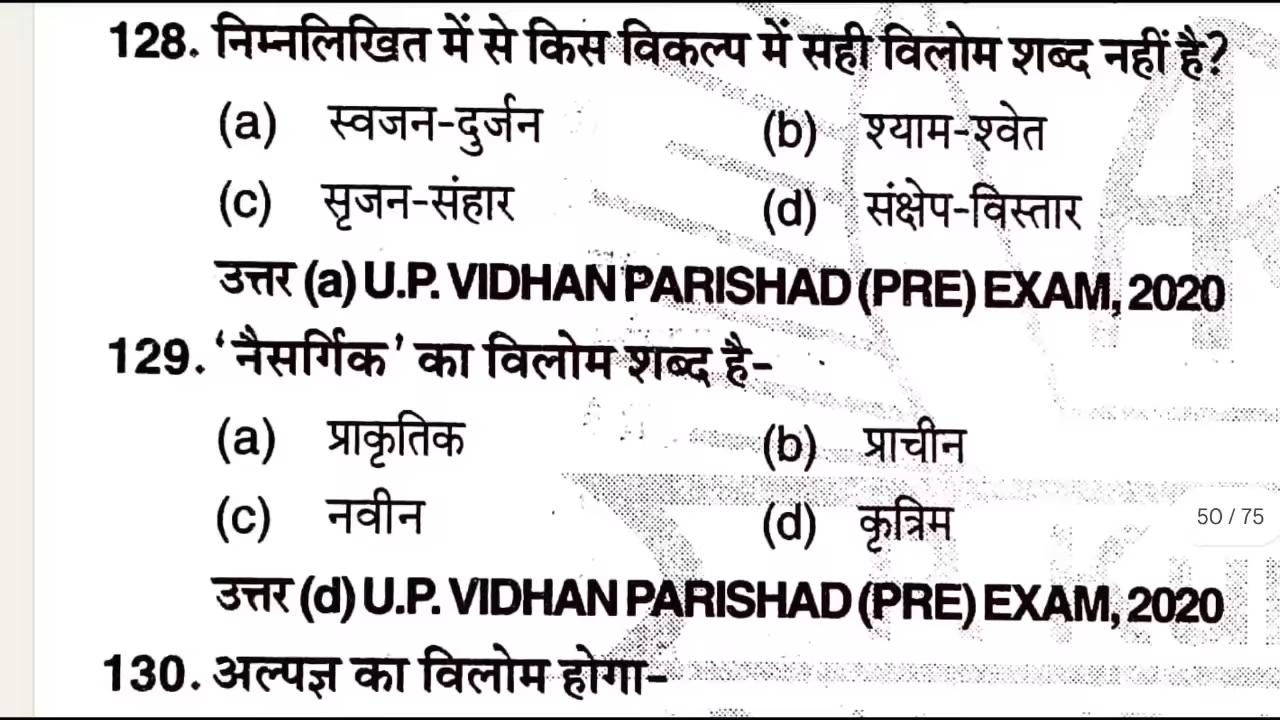 128. निम्नलिखित में से किस विकल्प में सही विलोम शब्द नहीं है?
(a) स्वजन-दुर्जन (b) श्याम-श्वेत
(c) सृजन-संहार (d) संक्षेप-विस्तार
उत्तर (a) U.P. VIDHAN PARISHAD (PRE) EXAM, 2020
129. 'नैसर्गिक' का विलोम शब्द है-
(a) प्राकृतिक (b) प्राचीन
(c) नवीन (d) कृत्रिम
50 / 75
उत्तर (d) U.P. VIDHAN PARISHAD (PRE) EXAM, 2020
130. अल्पज्ञ का विलोम होगा-